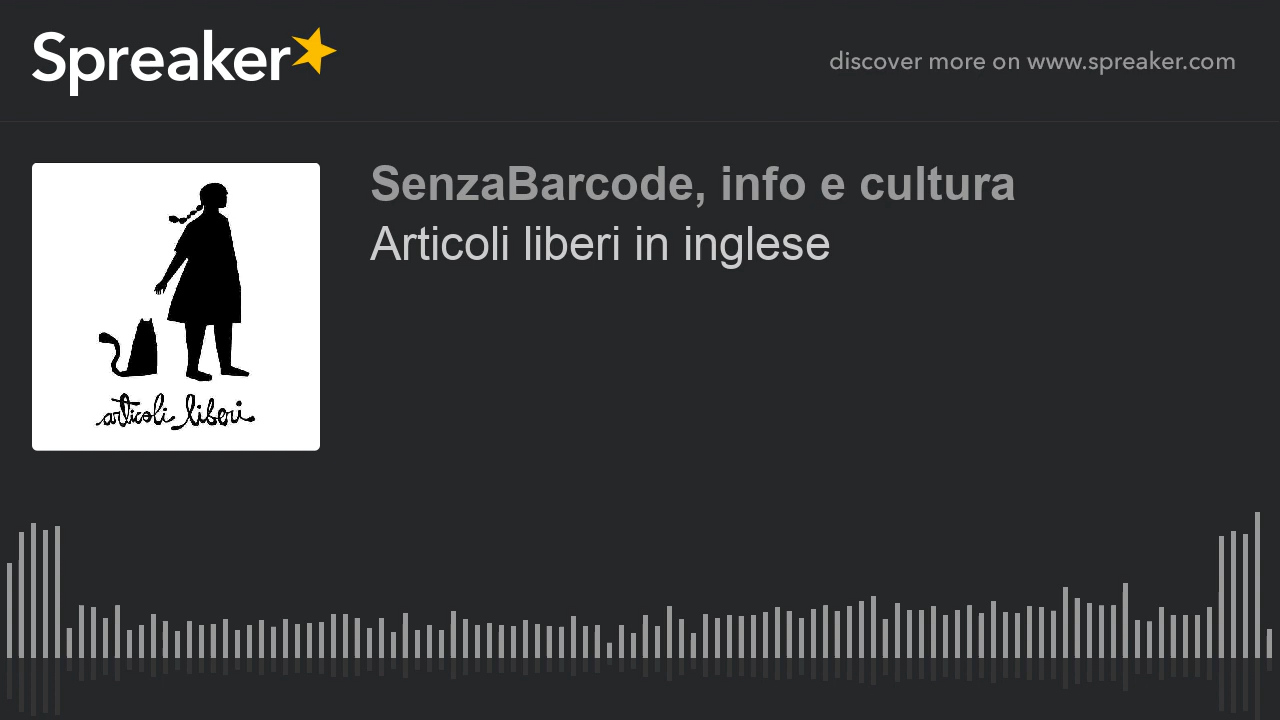 Spreaker
discover more on www.spreaker.com
SenzaBarcode, info e cultura
Articoli liberi in inglese
articoli liberi